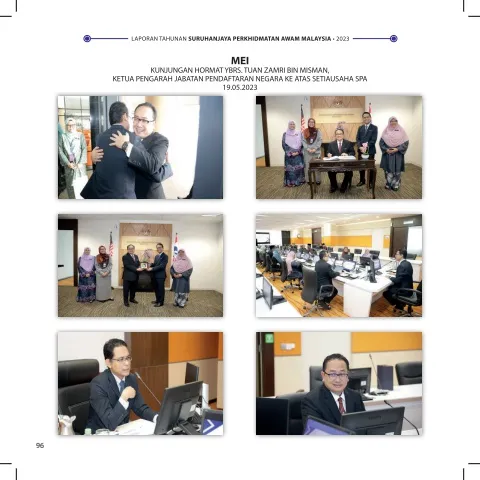 LAPORAN TAHUNAN SURUHANJAYA PERKHIDMATAN AWAM MALAYSIA • 2023
MEI
KUNJUNGAN HORMAT YBRS. TUAN ZAMRI BIN MISMAN,
KETUA PENGARAH JABATAN PENDAFTARAN NEGARA KE ATAS SETIAUSAHA SPA
19.05.2023
96